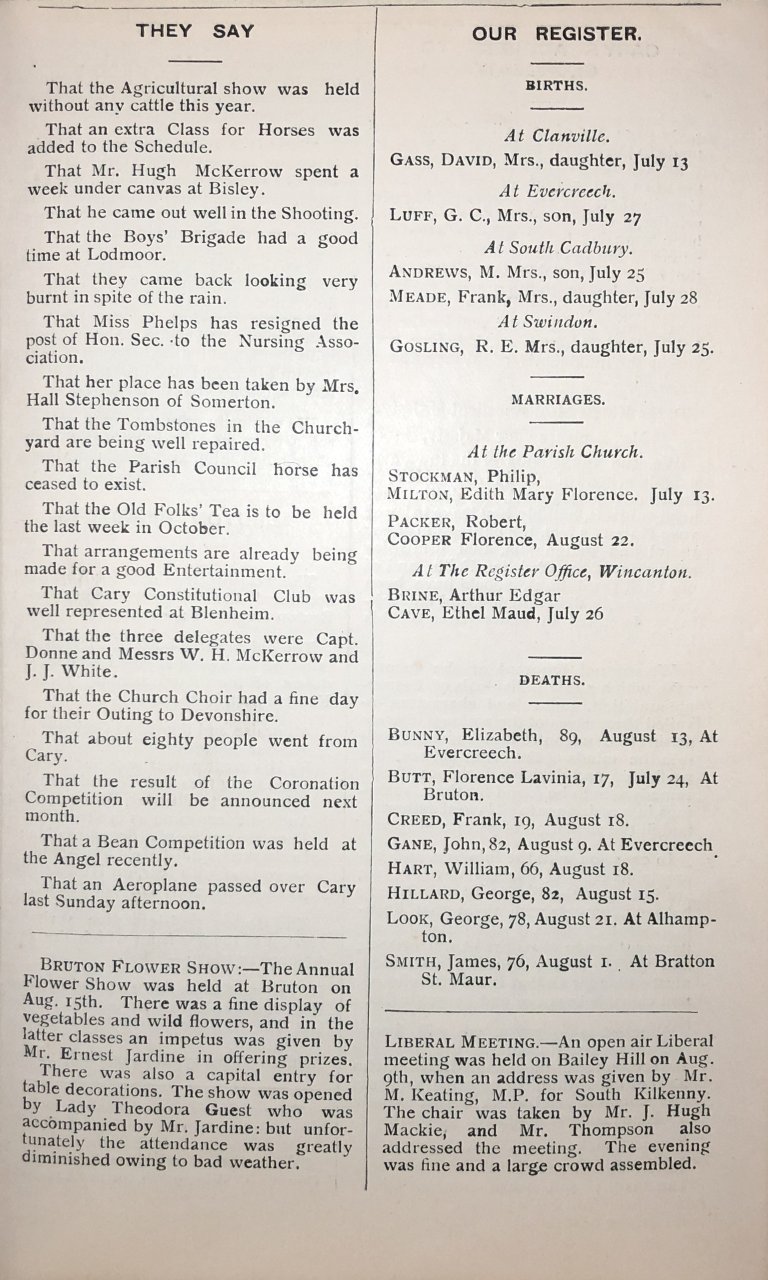 THEY SAY
That the Agricultural show was held
without any cattle this year.
That an extra Class for Horses was
added to the Schedule.
That Mr. Hugh McKerrow spent a
week under canvas at Bisley.
That he came out well in the Shooting.
That the Boys' Brigade had a good
time at Lodmoor.
That they came back looking very
burnt in spite of the rain.
That Miss Phelps has resigned the
post of Hon. Sec. to the Nursing Asso-
ciation.
That her place has been taken by Mrs.
Hall Stephenson of Somerton.
That the Tombstones in the Church-
yard are being well repaired.
That the Parish Council horse has
ceased to exist.
That the Old Folks' Tea is to be held
the last week in October.
That arrangements are already being
made for a good Entertainment.
That Cary Constitutional Club was
well represented at Blenheim.
That the three delegates were Capt.
Donne and Messrs W. H. McKerrow and
J. J. White.
That the Church Choir had a fine day
for their Outing to Devonshire.
That about eighty people went from
Cary.
That the result of the Coronation
Competition will be announced next
month.
That a Bean Competition was held at
the Angel recently.
That an Aeroplane passed over Cary
last Sunday afternoon.
BRUTON FLOWER SHOW:—The Annual
Flower Show was held at Bruton on
Aug. 15th. There was a fine display of
vegetables and wild flowers, and in the
latter classes an impetus was given by
Mr. Ernest Jardine in offering prizes.
There was also a capital entry for
table decorations. The show was opened
by Lady Theodora Guest who was
accompanied by Mr. Jardine: but unfor-
tunately the attendance was greatly
diminished owing to bad weather.
OUR REGISTER.
BIRTHS.
At Clanville.
GASS, DAVID, Mrs., daughter, July 13
At Evercreech.
LUFF, G. C., Mrs., son, July 27
At South Cadbury.
ANDREWS, M. Mrs., son, July 25
MEADE, Frank, Mrs., daughter, July 28
At Swindon.
GOSLING, R. E. Mrs., daughter, July 25.
MARRIAGES.
At the Parish Church.
STOCKMAN, Philip,
MILTON, Edith Mary Florence. July 13.
PACKER, Robert,
COOPER Florence, August 22.
At The Register Office, Wincanton.
BRINE, Arthur Edgar
CAVE, Ethel Maud, July 26
DEATHS.
BUNNY, Elizabeth, 89, August 13, At
Evercreech.
BUTT, Florence Lavinia, 17, July 24, At
Bruton.
CREED, Frank, 19, August 18.
GANE, John, 82, August 9. At Evercreech.
HART, William, 66, August 18.
HILLARD, George, 82, August 15.
LOOK, George, 78, August 21. At Alhamp-
ton.
SMITH, James, 76, August 1. At Bratton
St. Maur.
LIBERAL MEETING.—An open air Liberal
meeting was held on Bailey Hill on Aug.
9th, when an address was given by Mr.
M. Keating, M.P. for South Kilkenny.
The chair was taken by Mr. J. Hugh
Mackie, and Mr. Thompson also
addressed the meeting. The evening
was fine and a large crowd assembled.